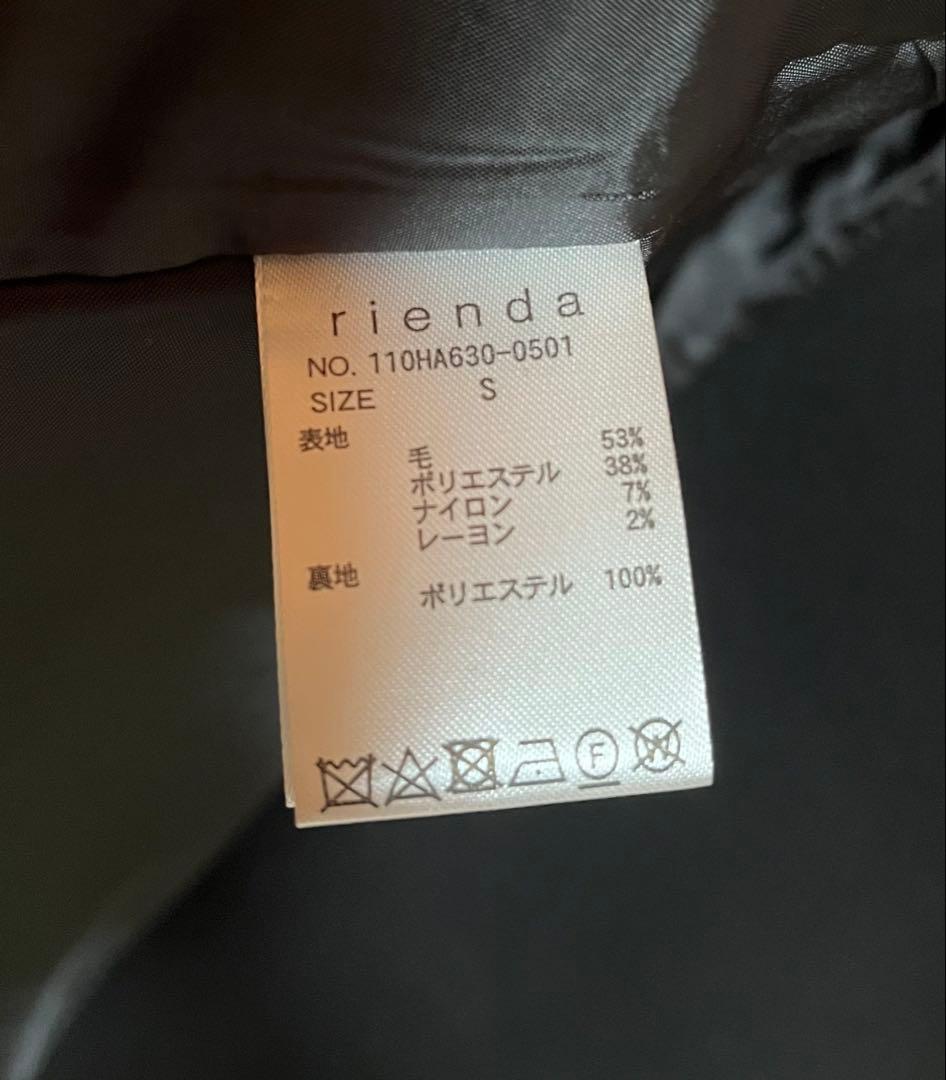 rienda
NO. 110HA630-0501
SIZE S
表地
毛 53%
ポリエステル 38%
ナイロン 7%
レーヨン 2%
裏地
ポリエステル 100%
F W